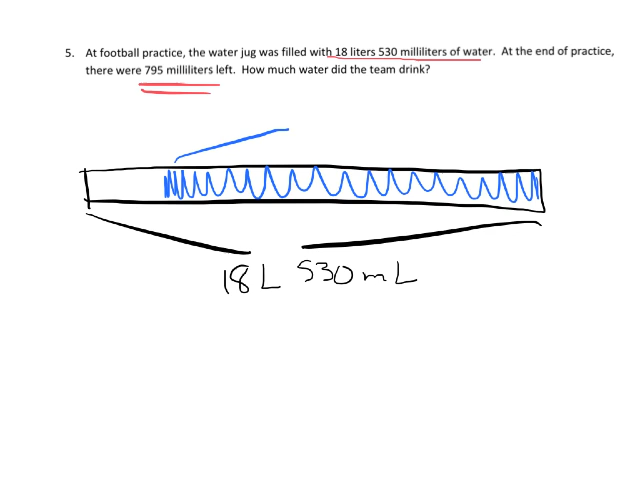 5. At football practice, the water jug was filled with 18 liters 530 milliliters of water. At the end of practice,
there were 795 milliliters left. How much water did the team drink?
18 L 530 mL